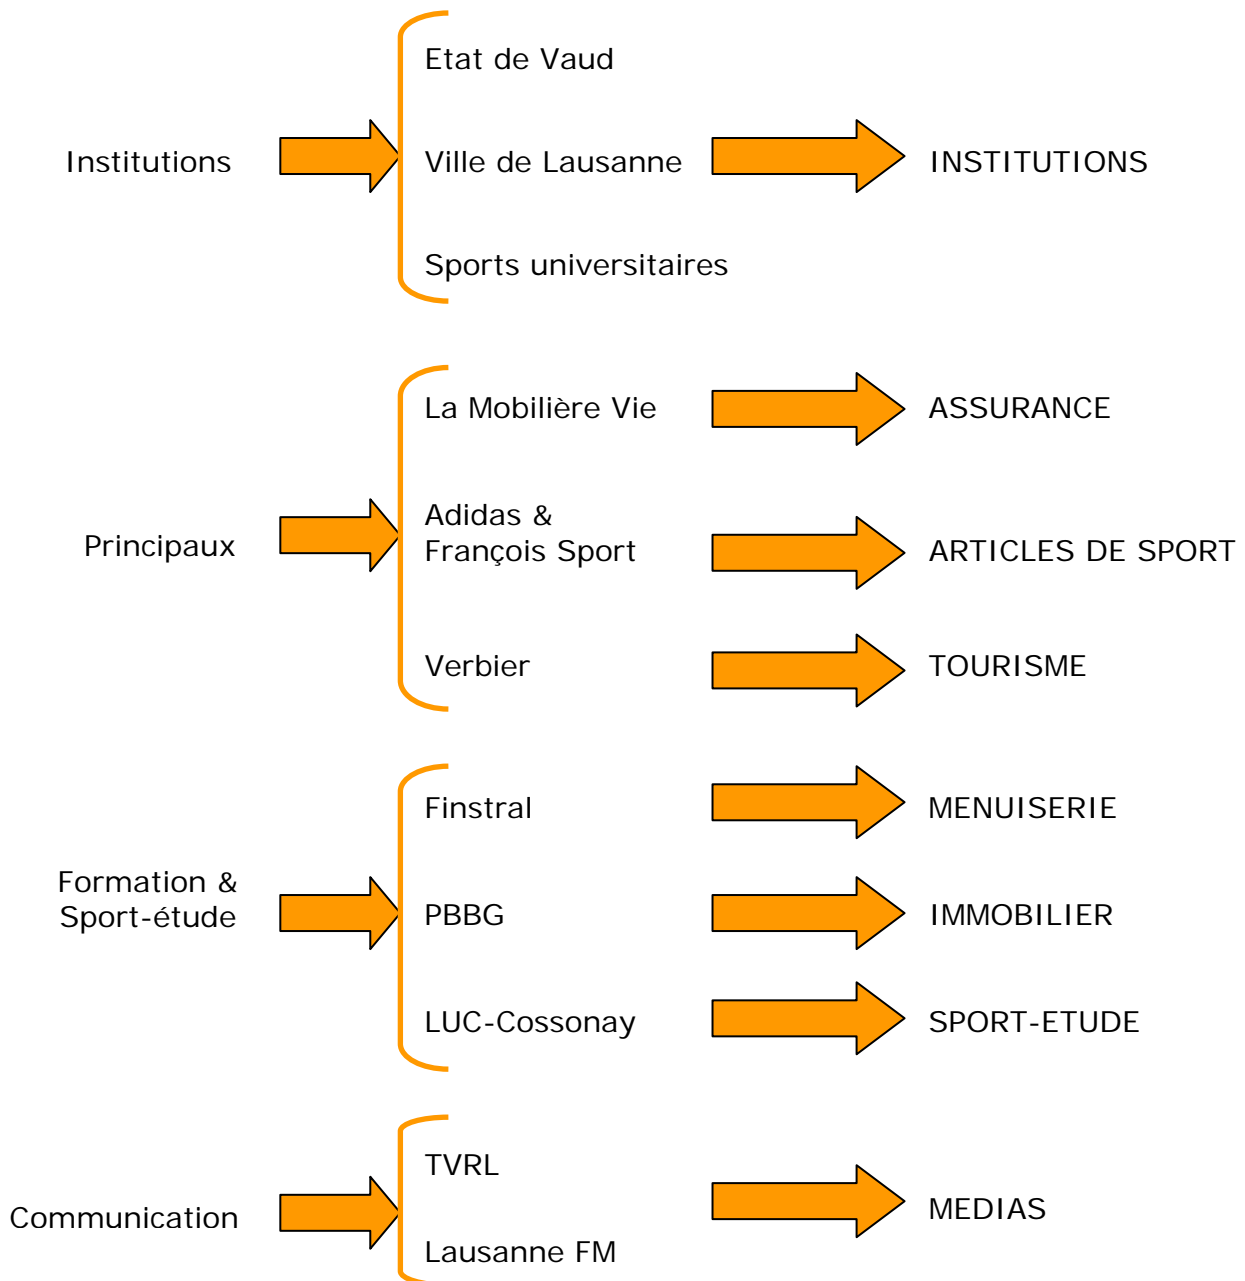 Institutions
Etat de Vaud
Ville de Lausanne
Sports universitaires
INSTITUTIONS
Principaux
La Mobilière Vie
ASSURANCE
Adidas &
François Sport
ARTICLES DE SPORT
Verbier
TOURISME
Formation &
Sport-étude
Finstral
MENUISERIE
PBBG
IMMOBILIER
LUC-Cossonay
SPORT-ETUDE
Communication
TVRL
Lausanne FM
MEDIAS